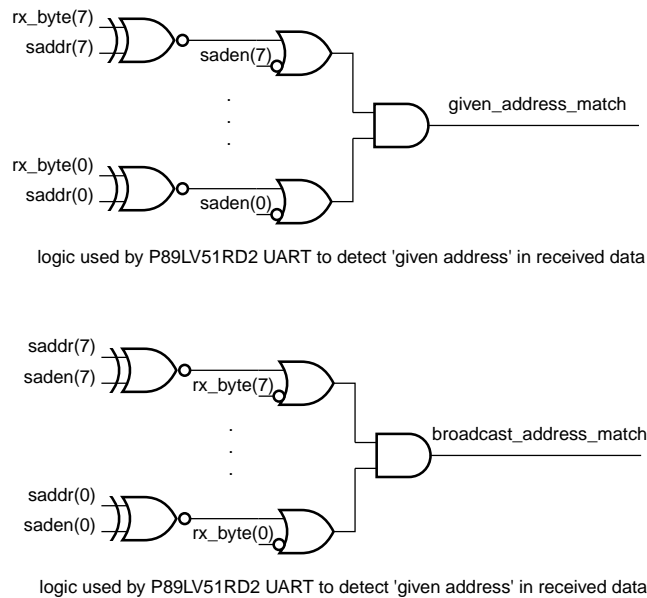 rx_byte(7)
saddr(7)
saden(7)
given_address_match
rx_byte(0)
saddr(0)
saden(0)
logic used by P89LV51RD2 UART to detect 'given address' in received data
saddr(7)
saden(7)
rx_byte(7)
broadcast_address_match
saddr(0)
saden(0)
rx_byte(0)
logic used by P89LV51RD2 UART to detect 'given address' in received data